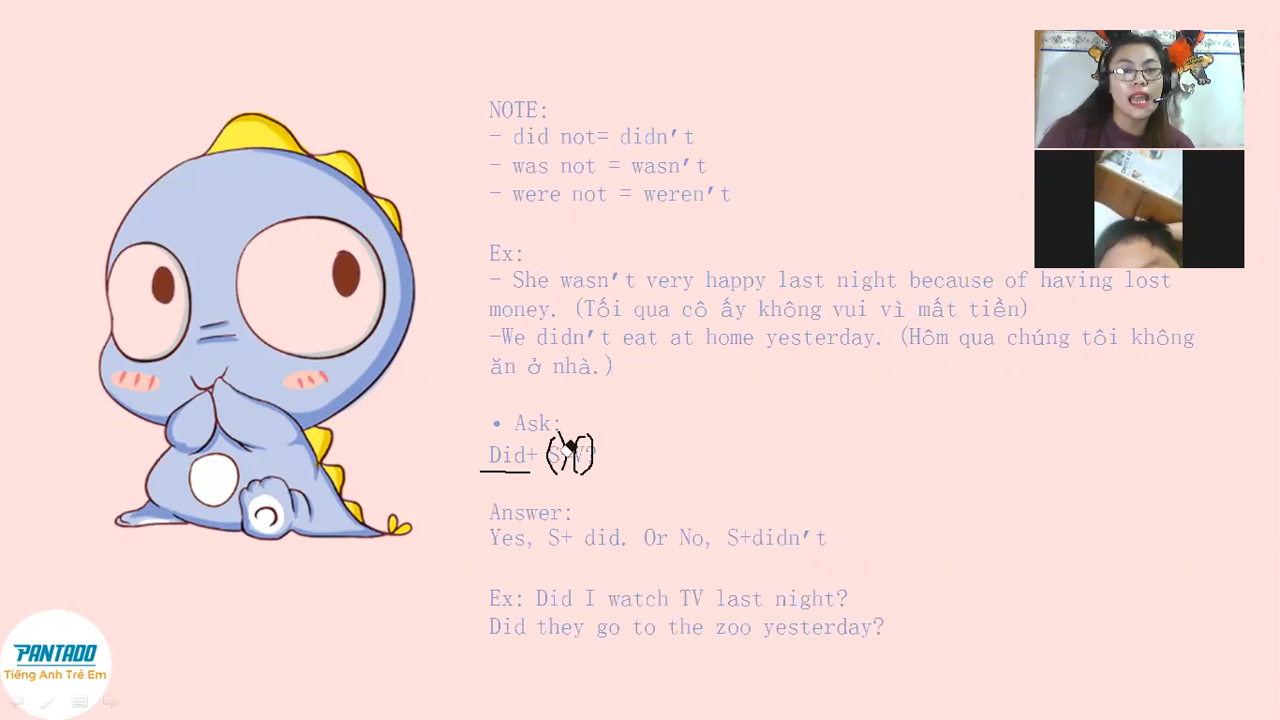 NOTE:
- did not= didn't
- was not = wasn't
- were not = weren't
Ex:
- She wasn't very happy last night because of having lost
money. (Tối qua cô ấy không vui vì mất tiền)
-We didn't eat at home yesterday. (Hôm qua chúng tôi không
ăn ở nhà.)
• Ask:
Did+ S+V?
Answer:
Yes, S+ did. Or No, S+didn't
Ex: Did I watch TV last night?
Did they go to the zoo yesterday?
PANTADO
Tiếng Anh Trẻ Em